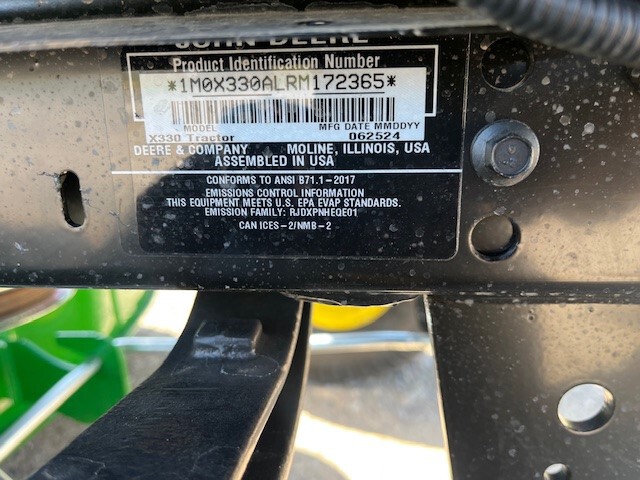 JOHN DEERE
Product Identification Number
*1M0X330ALRM172365*
MODEL MFG DATE MMDDYY
X330 Tractor 062524
DEERE & COMPANY MOLINE, ILLINOIS, USA
ASSEMBLED IN USA
CONFORMS TO ANSI B71.1-2017
EMISSIONS CONTROL INFORMATION
THIS EQUIPMENT MEETS U.S. EPA EVAP STANDARDS.
EMISSION FAMILY: RJDXPNHEQE01
CAN ICES-2/NMB-2